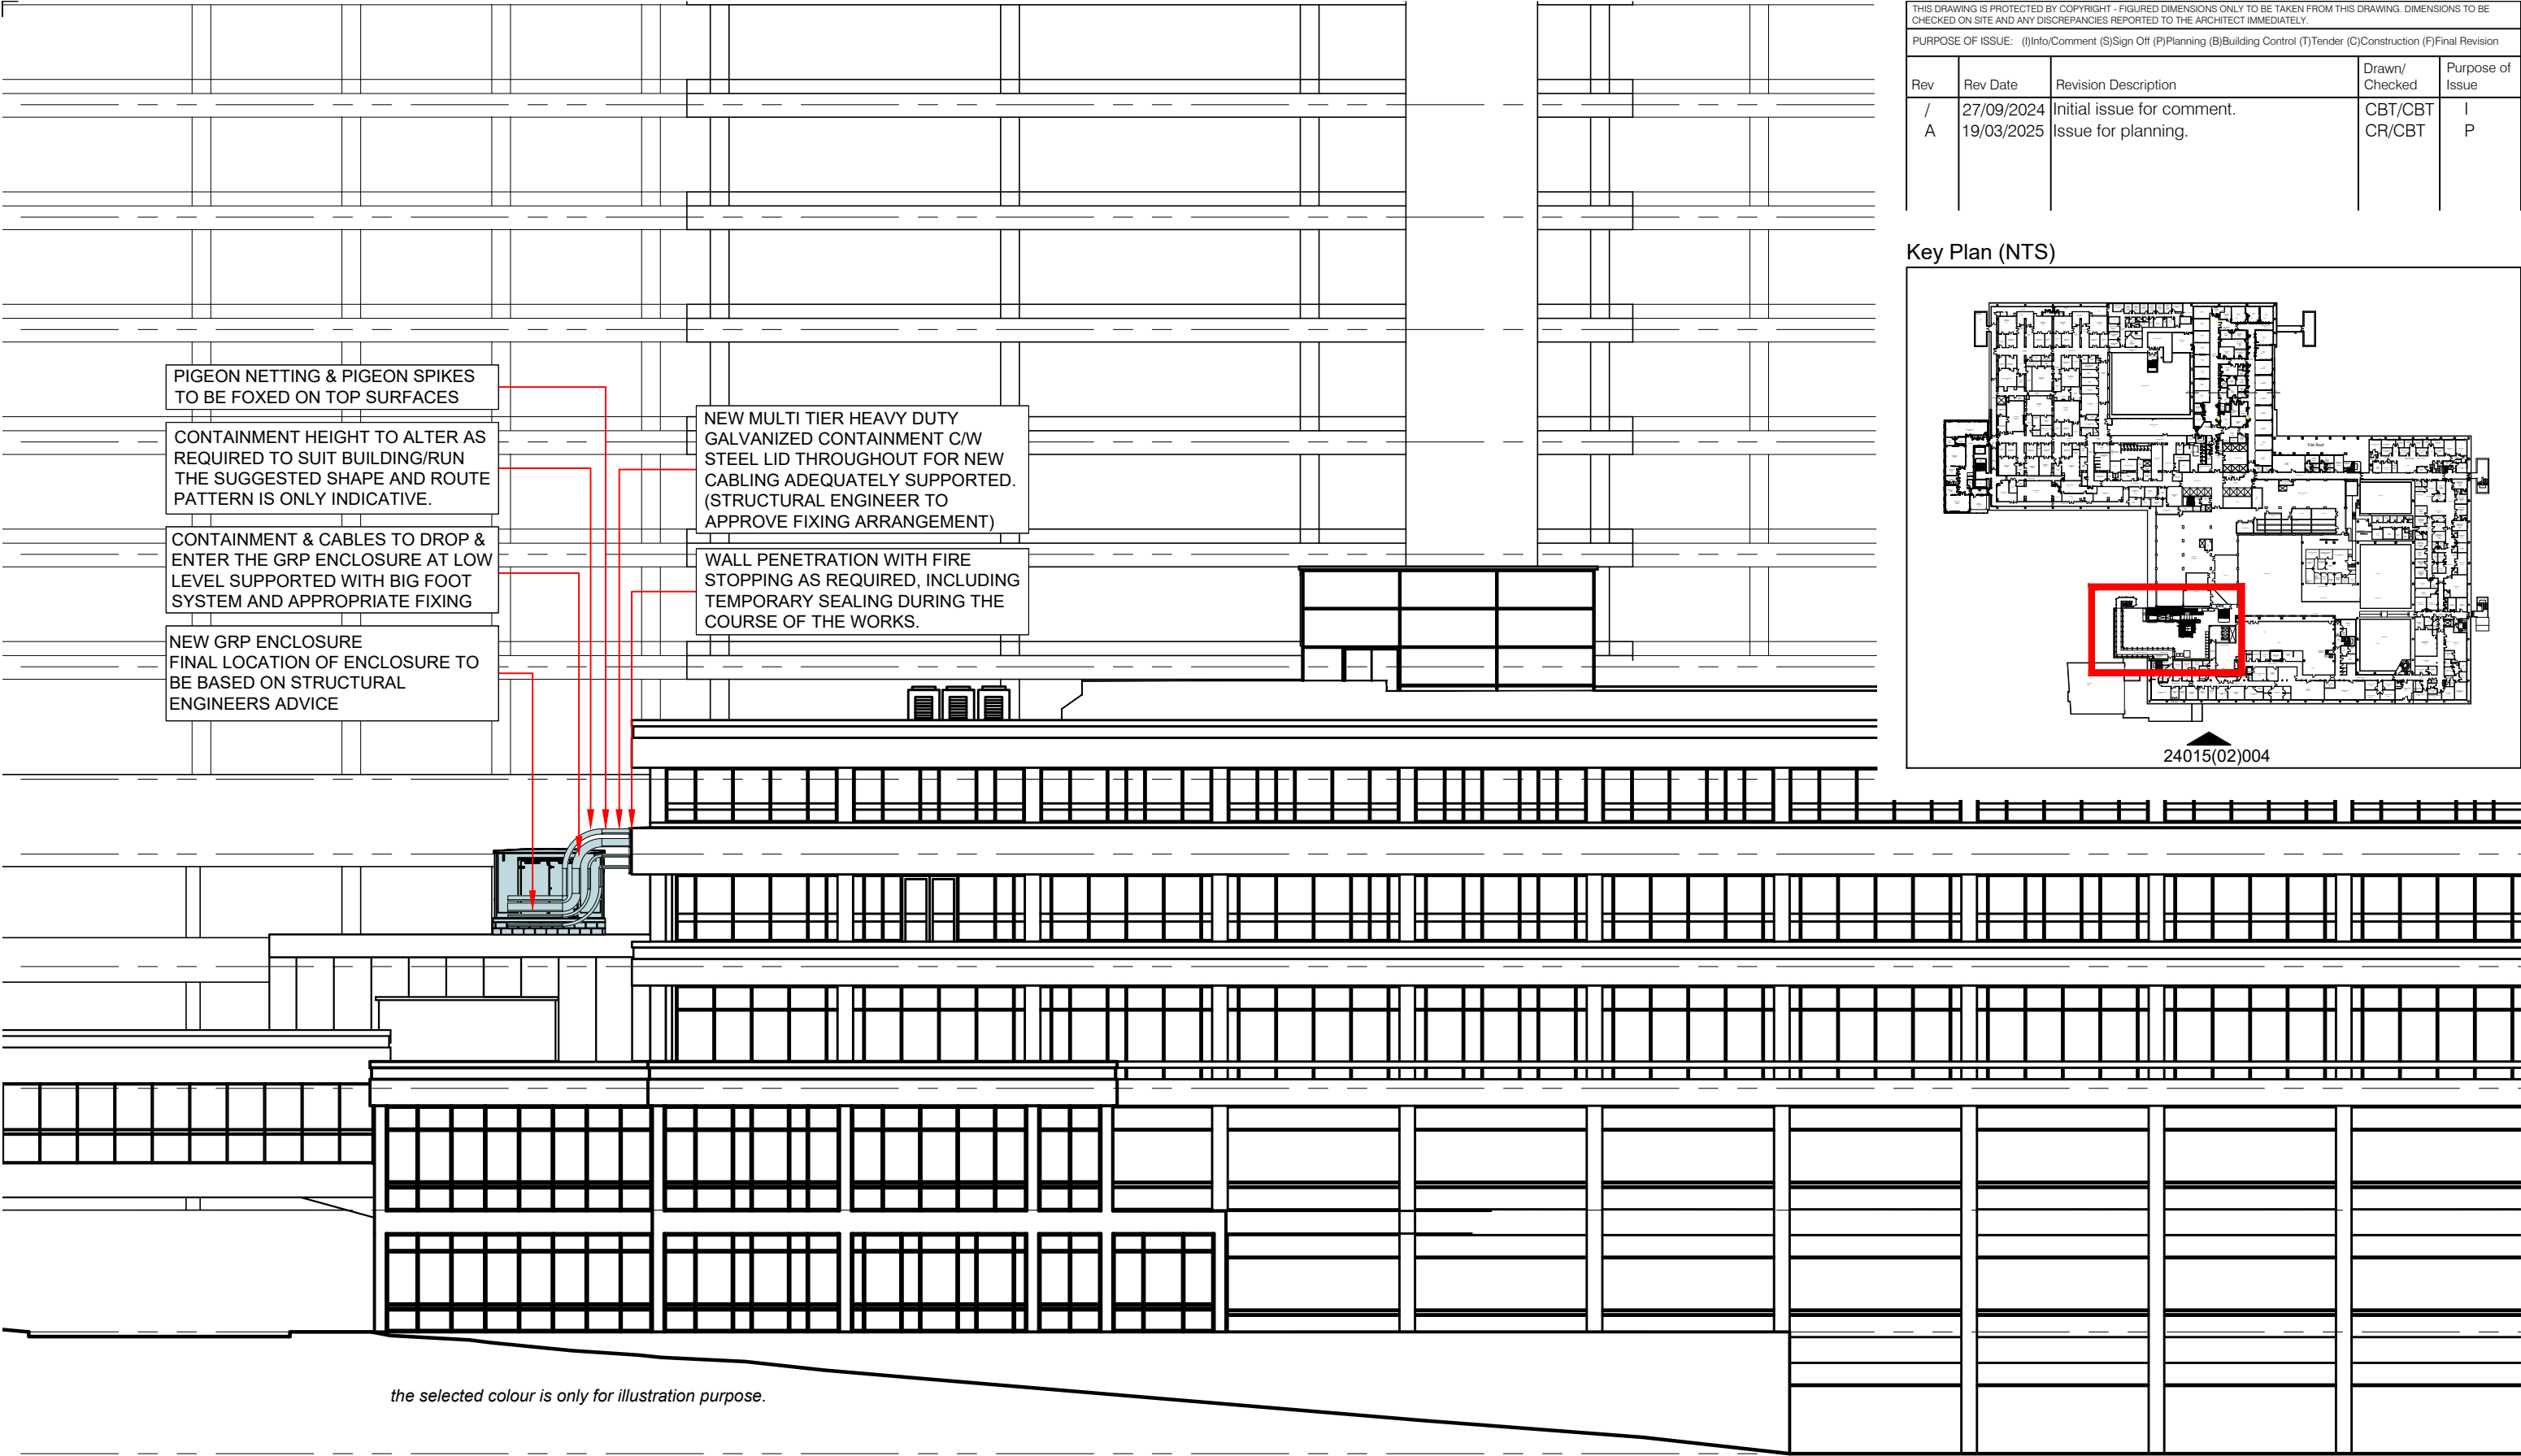 THIS DRAWING IS PROTECTED BY COPYRIGHT - FIGURED DIMENSIONS ONLY TO BE TAKEN FROM THIS DRAWING. DIMENSIONS TO BE
CHECKED ON SITE AND ANY DISCREPANCIES REPORTED TO THE ARCHITECT IMMEDIATELY.
PURPOSE OF ISSUE: (I)Info/Comment (S)Sign Off (P)Planning (B)Building Control (T)Tender (C)Construction (F)Final Revision
Rev Rev Date Revision Description Drawn/ Checked Purpose of Issue
/ 27/09/2024 Initial issue for comment. CBT/CBT I
A 19/03/2025 Issue for planning. CR/CBT P
Key Plan (NTS)
24015(02)004
PIGEON NETTING & PIGEON SPIKES
TO BE FOXED ON TOP SURFACES
CONTAINMENT HEIGHT TO ALTER AS
REQUIRED TO SUIT BUILDING/RUN
THE SUGGESTED SHAPE AND ROUTE
PATTERN IS ONLY INDICATIVE.
CONTAINMENT & CABLES TO DROP &
ENTER THE GRP ENCLOSURE AT LOW
LEVEL SUPPORTED WITH BIG FOOT
SYSTEM AND APPROPRIATE FIXING
NEW GRP ENCLOSURE
FINAL LOCATION OF ENCLOSURE TO
BE BASED ON STRUCTURAL
ENGINEERS ADVICE
NEW MULTI TIER HEAVY DUTY
GALVANIZED CONTAINMENT C/W
STEEL LID THROUGHOUT FOR NEW
CABLING ADEQUATELY SUPPORTED.
(STRUCTURAL ENGINEER TO
APPROVE FIXING ARRANGEMENT)
WALL PENETRATION WITH FIRE
STOPPING AS REQUIRED, INCLUDING
TEMPORARY SEALING DURING THE
COURSE OF THE WORKS.
the selected colour is only for illustration purpose.